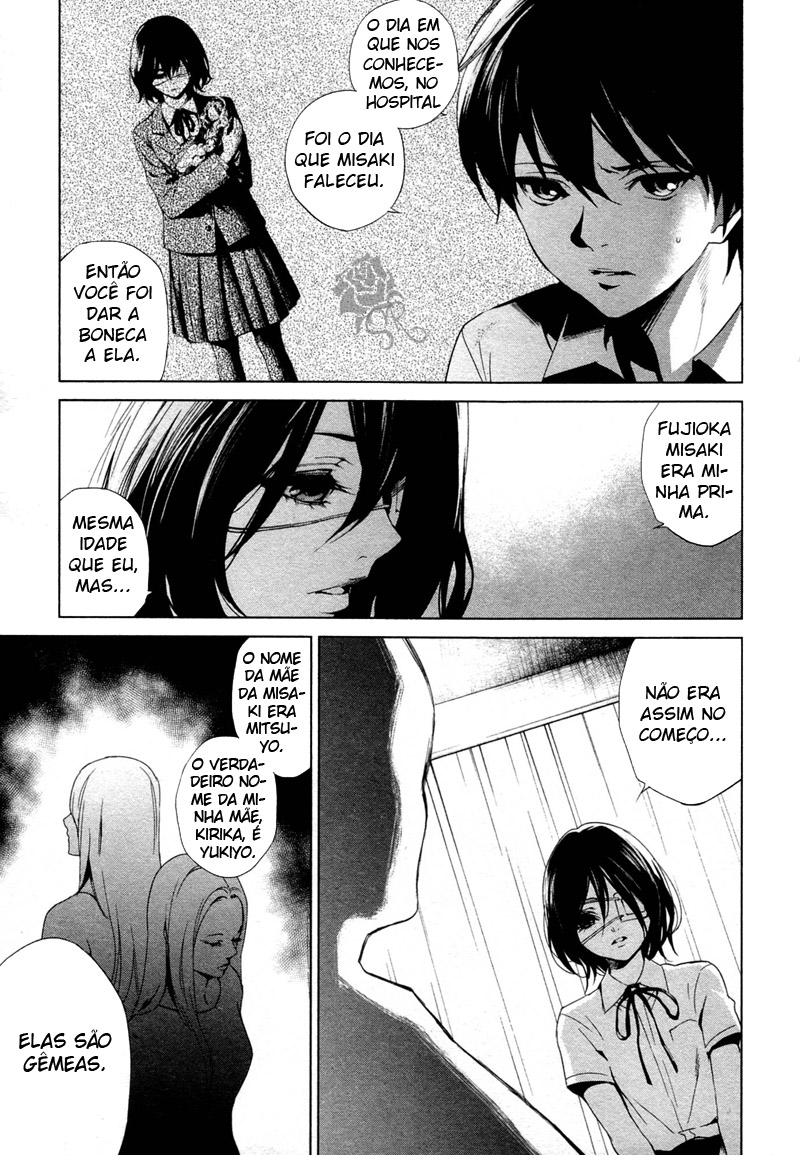 O DIA EM
QUE NOS
CONHECE-
MOS, NO
HOSPITAL
FOI O DIA
QUE MISAKI
FALECEU.
ENTÃO
VOCÊ FOI
DAR A
BONECA
A ELA.
FUJIOKA
MISAKI
ERA MI-
NHA PRI-
MA.
MESMA
IDADE
QUE EU,
MAS...
NÃO ERA
ASSIM NO
COMEÇO...
O NOME
DA MÃE
DA MISA-
KI ERA
MITSU-
YO.
O VERDA-
DEIRO NO-
ME DA MI-
NHA MÃE,
KIRIKA, É
YUKIYO.
ELAS SÃO
GÊMEAS.